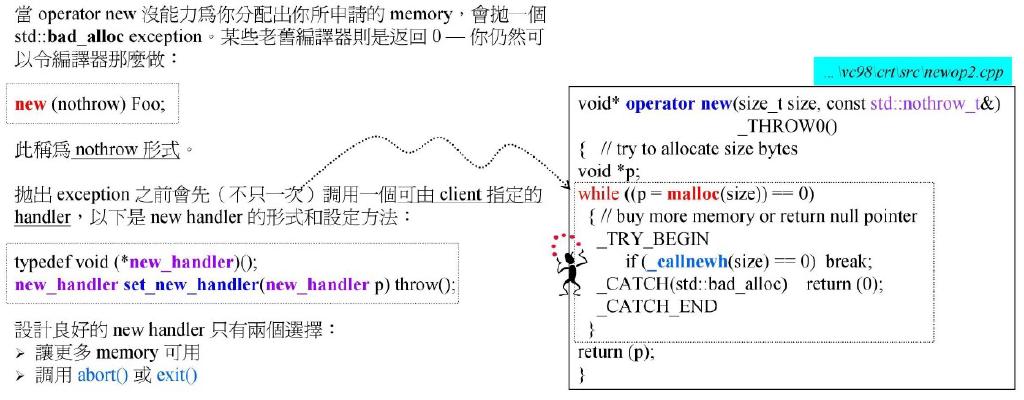 當 operator new 沒能力為你分配出你所申請的 memory，會拋一個
std::bad_alloc exception。某些老舊編譯器則是返回 0 — 你仍然可
以令編譯器那麼做：
new (nothrow) Foo;
此稱為 nothrow 形式。
拋出 exception 之前會先（不只一次）調用一個可由 client 指定的
handler，以下是 new handler 的形式和設定方法：
typedef void (*new_handler)();
new_handler set_new_handler(new_handler p) throw();
設計良好的 new handler 只有兩個選擇：
➢ 讓更多 memory 可用
➢ 調用 abort() 或 exit()
...\vc98\crt\src\newop2.cpp
void* operator new(size_t size, const std::nothrow_t&)
_THROW0()
{ // try to allocate size bytes
void *p;
while ((p = malloc(size)) == 0)
{ // buy more memory or return null pointer
_TRY_BEGIN
if (_callnewh(size) == 0) break;
_CATCH(std::bad_alloc) return (0);
_CATCH_END
}
return (p);
}